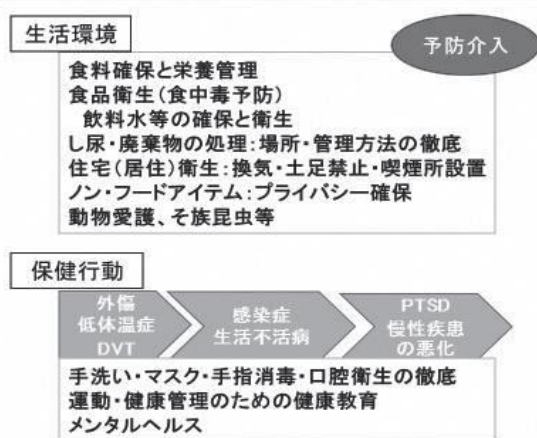 生活環境
予防介入
食料確保と栄養管理
食品衛生（食中毒予防）
飲料水等の確保と衛生
し尿・廃棄物の処理：場所・管理方法の徹底
住宅（居住）衛生：換気・土足禁止・喫煙所設置
ノン・フードアイテム：プライバシー確保
動物愛護、そ族昆虫等
保健行動
外傷
低体温症
DVT
感染症
生活不活病
PTSD
慢性疾患
の悪化
手洗い・マスク・手指消毒・口腔衛生の徹底
運動・健康管理のための健康教育
メンタルヘルス